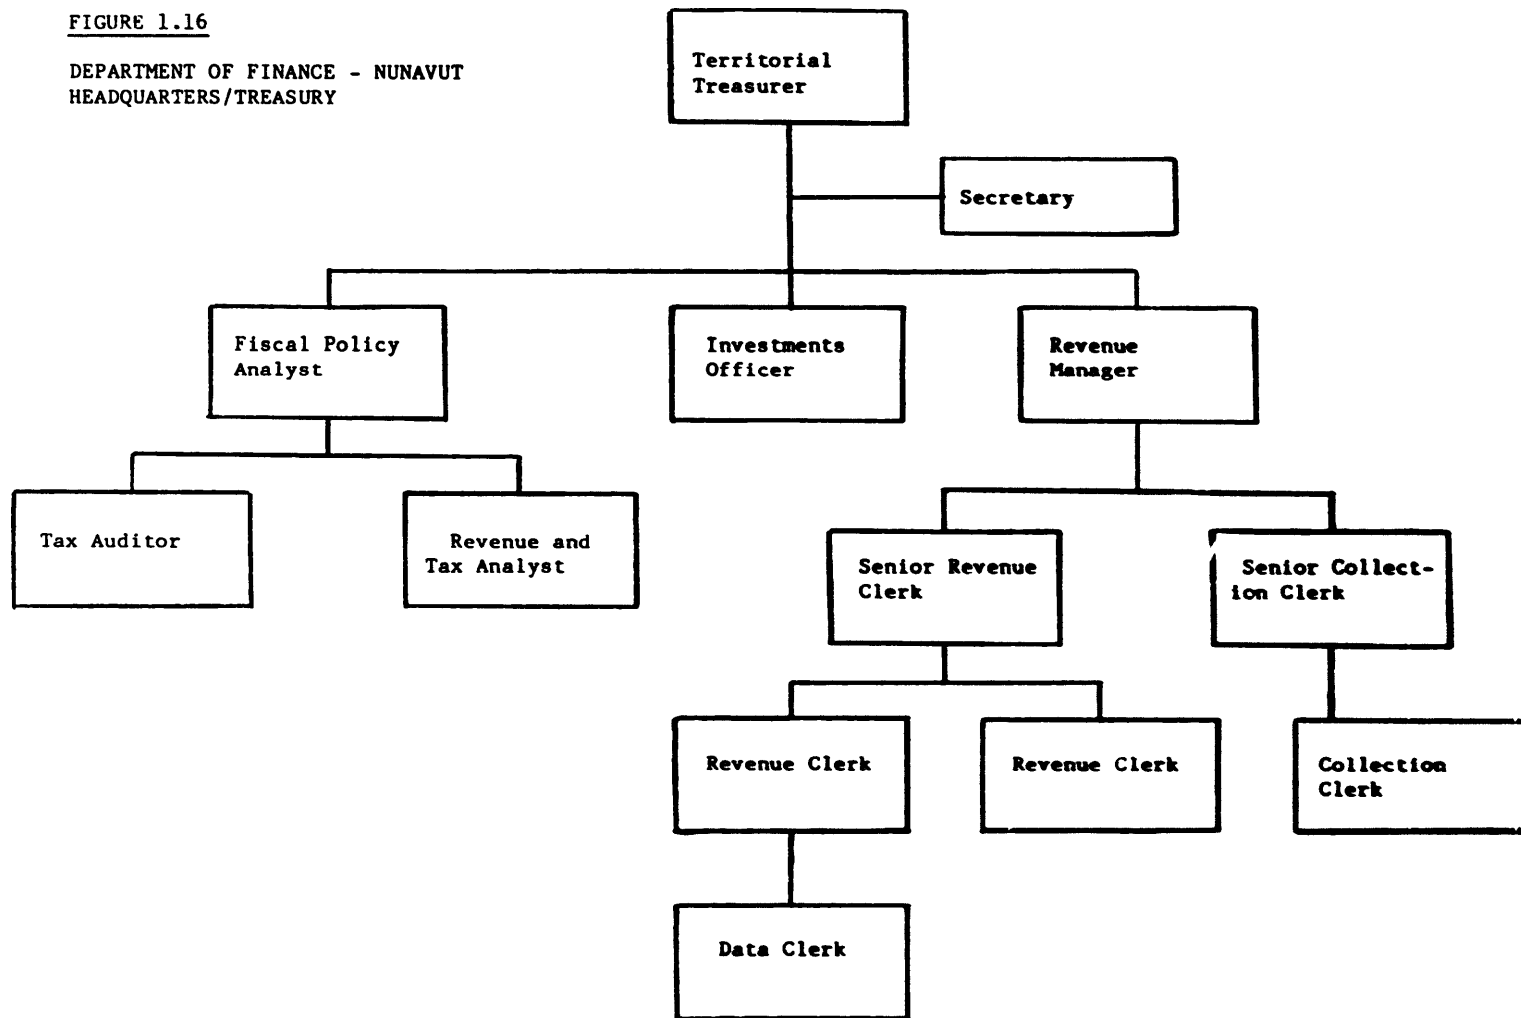 FIGURE 1.16
DEPARTMENT OF FINANCE - NUNAVUT
HEADQUARTERS/TREASURY
Territorial
Treasurer
Secretary
Fiscal Policy
Analyst
Investments
Officer
Revenue
Manager
Tax Auditor
Revenue and
Tax Analyst
Senior Revenue
Clerk
Senior Collect-
ion Clerk
Revenue Clerk
Revenue Clerk
Collection
Clerk
Data Clerk